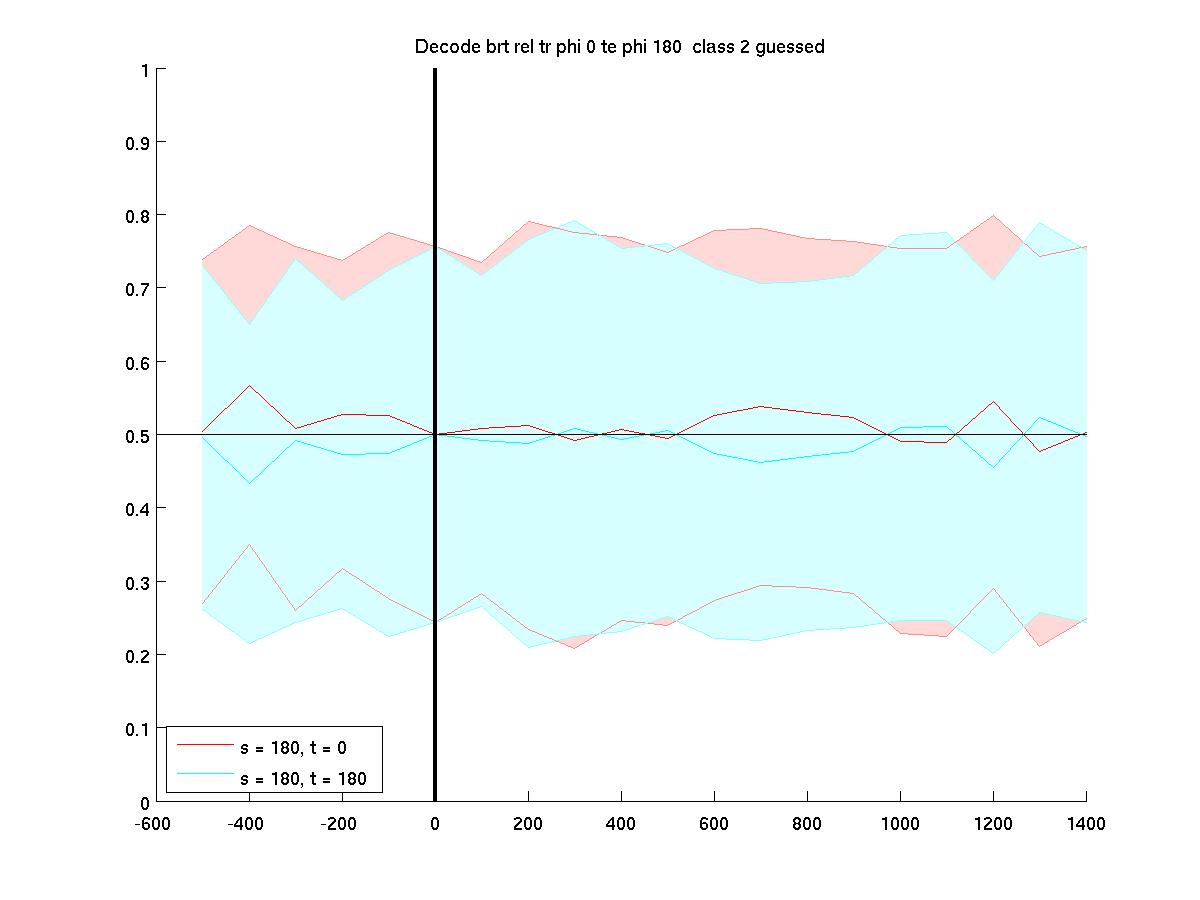 Decode brt rel tr phi 0 te phi 180 class 2 guessed
1
0.9
0.8
0.7
0.6
0.5
0.4
0.3
0.2
0.1
0
s = 180, t = 0
s = 180, t = 180
-600 -400 -200 0 200 400 600 800 1000 1200 1400